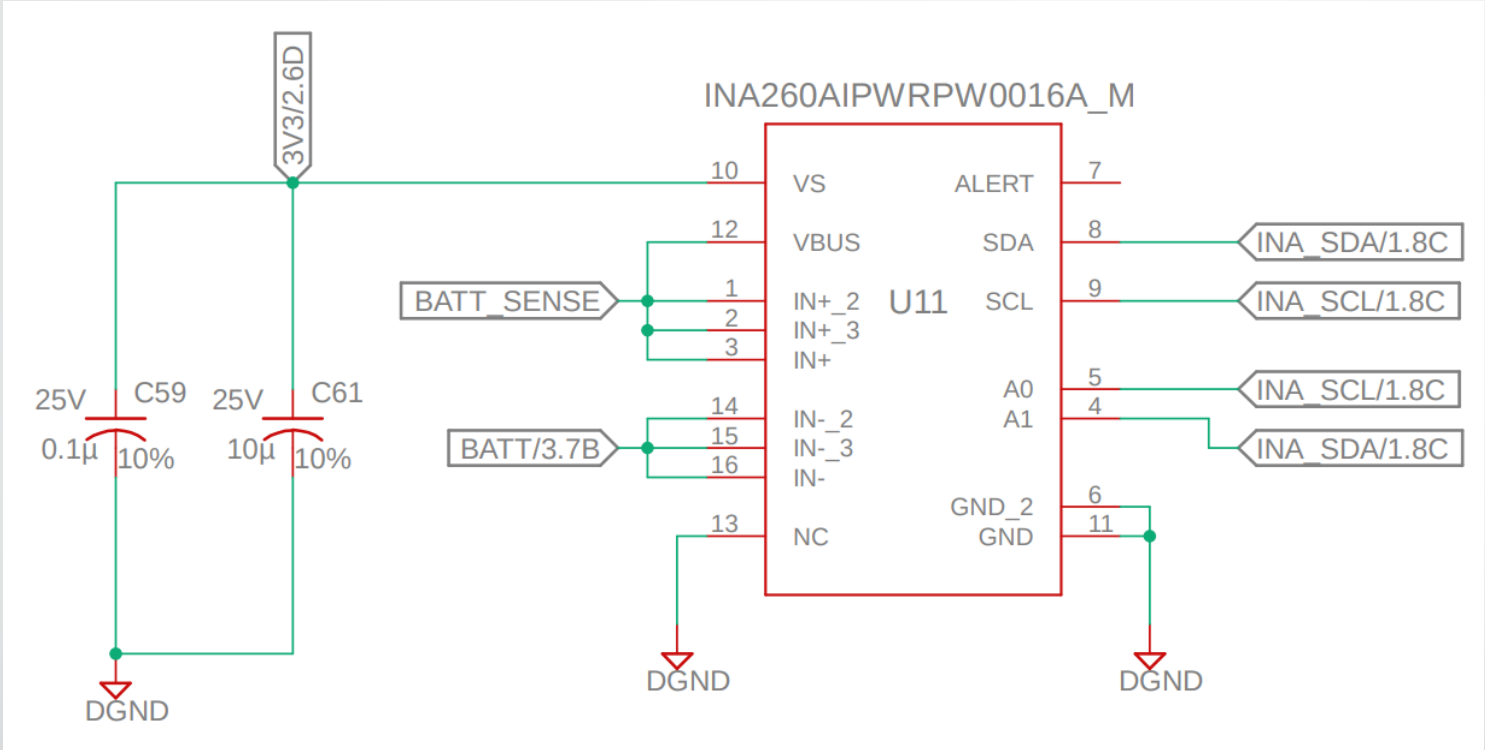 3V3/2.6D
INA260AIPWRPW0016A_M
10 VS
12 VBUS
BATT_SENSE
1 IN+_2
2 IN+_3
3 IN+
14 IN-_2
BATT/3.7B
15 IN-_3
16 IN-
13 NC
U11
ALERT 7
SDA 8 INA_SDA/1.8C
SCL 9 INA_SCL/1.8C
A0 5 INA_SCL/1.8C
A1 4 INA_SDA/1.8C
GND_2 6
GND 11
25V C59
0.1µ 10%
25V C61
10µ 10%
DGND
DGND
DGND